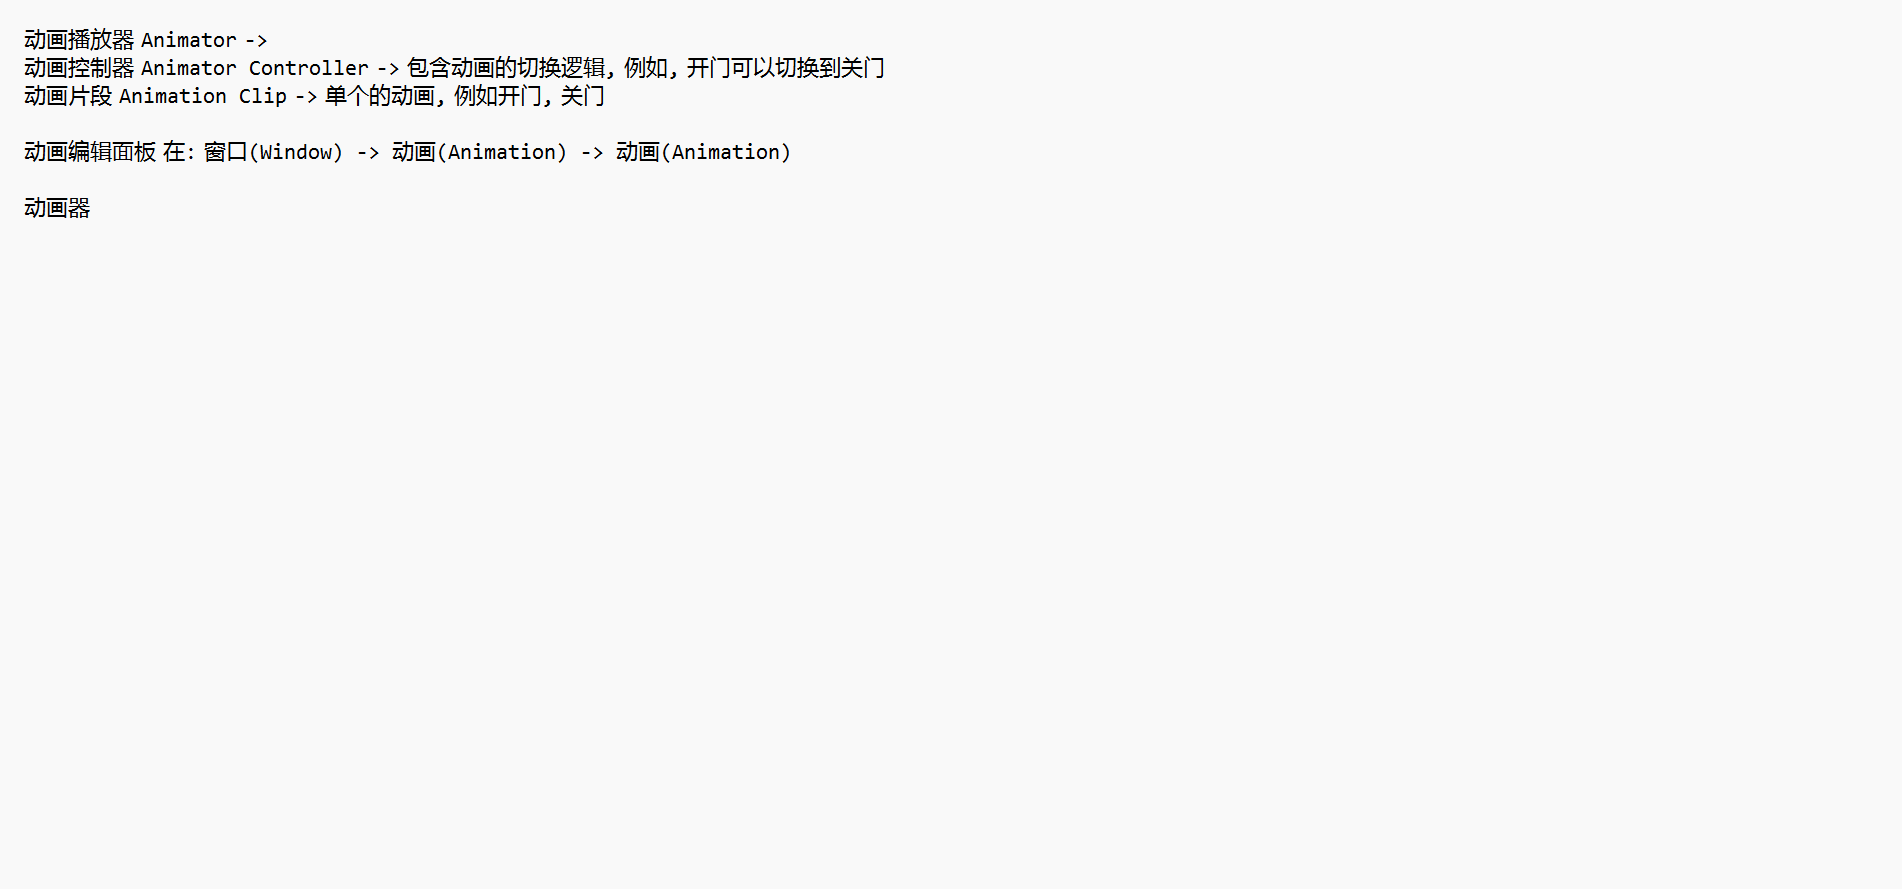 动画播放器 Animator ->
动画控制器 Animator Controller -> 包含动画的切换逻辑, 例如, 开门可以切换到关门
动画片段 Animation Clip -> 单个的动画, 例如开门, 关门
动画编辑面板 在: 窗口(Window) -> 动画(Animation) -> 动画(Animation)
动画器